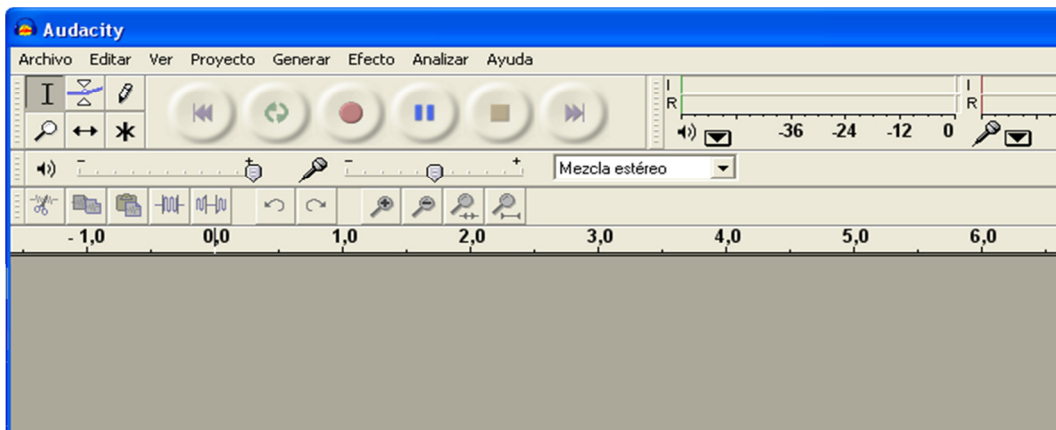 Audacity
Archivo Editar Ver Proyecto Generar Efecto Analizar Ayuda
I I
R R
-36 -24 -12 0
- + - + Mezcla estéreo
- 1,0 0,0 1,0 2,0 3,0 4,0 5,0 6,0